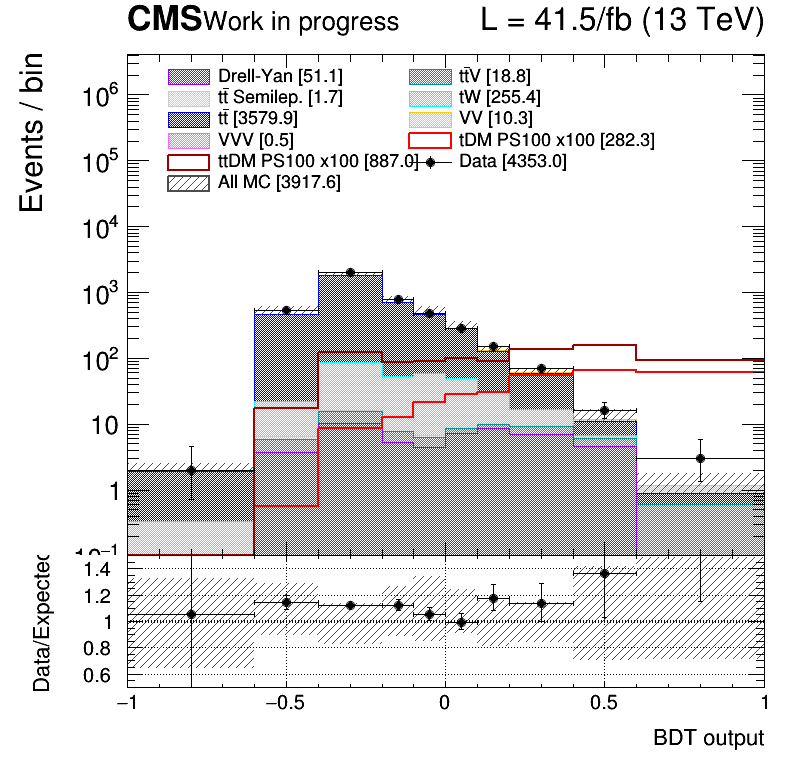 CMS Work in progress L = 41.5/fb (13 TeV)
Events / bin
Drell-Yan [51.1] tt̄V [18.8]
tt̄ Semilep. [1.7] tW [255.4]
tt̄ [3579.9] VV [10.3]
VVV [0.5] tDM PS100 x100 [282.3]
ttDM PS100 x100 [887.0] Data [4353.0]
All MC [3917.6]
10⁶
10⁵
10⁴
10³
10²
10
1
10⁻¹
Data/Expected
1.4
1.2
1
0.8
0.6
−1 −0.5 0 0.5 1
BDT output